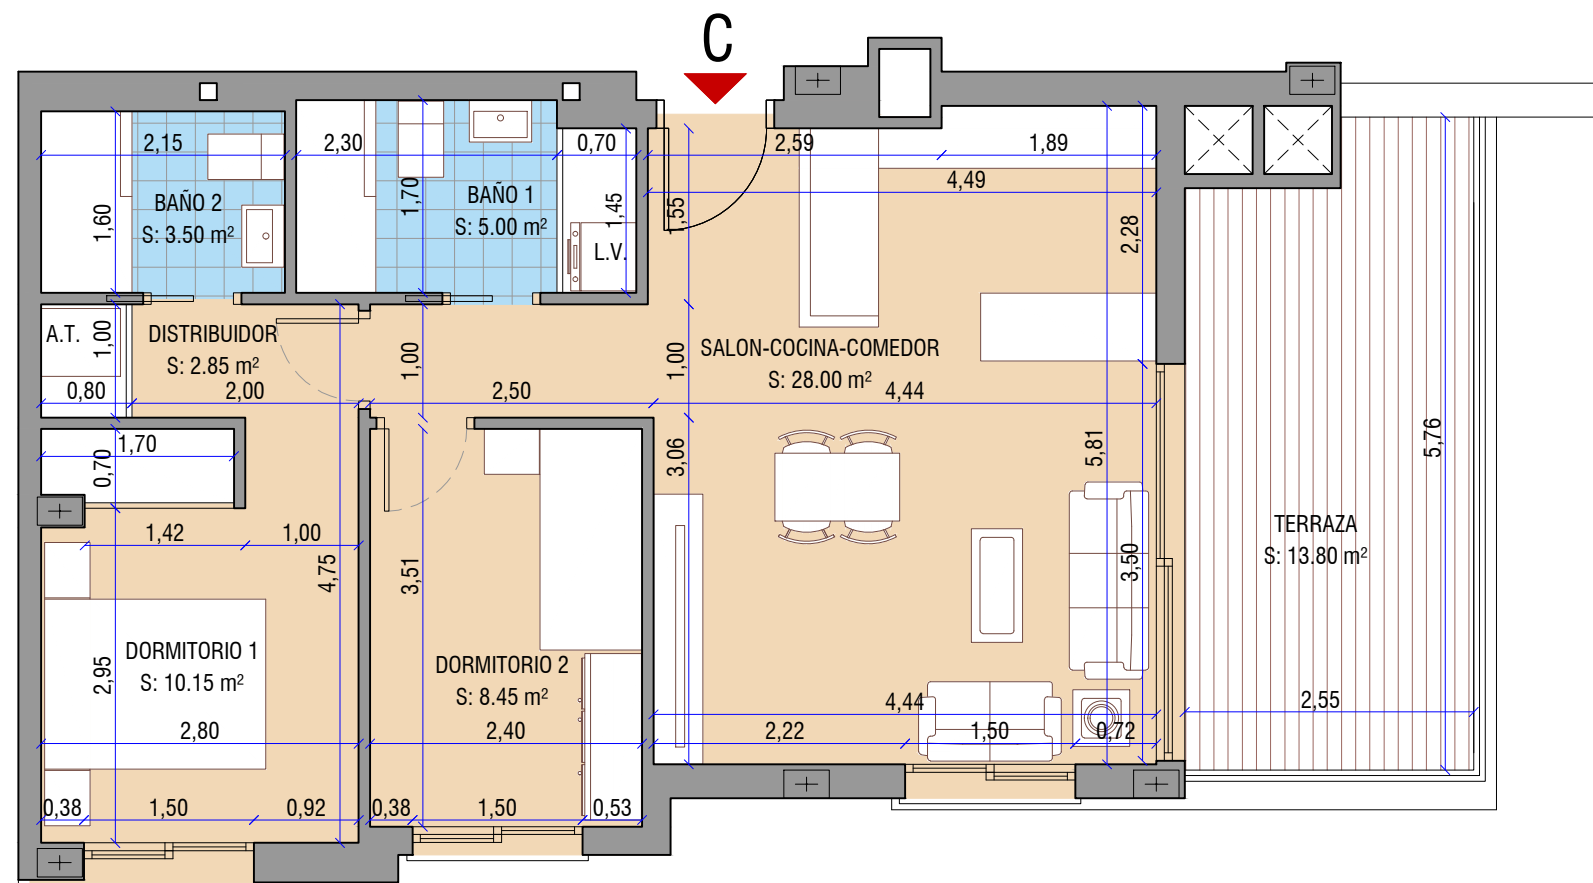 C
2,15
2,30
0,70
2,59
1,89
4,49
BAÑO 2
S: 3.50 m²
1,60
1,70
BAÑO 1
S: 5.00 m²
1,45
L.V.
1,55
2,28
A.T.
1,00
DISTRIBUIDOR
S: 2.85 m²
1,00
1,00
SALON-COCINA-COMEDOR
S: 28.00 m²
0,80
2,00
2,50
4,44
1,70
0,70
3,06
5,81
5,76
1,42
1,00
4,75
3,51
3,50
TERRAZA
S: 13.80 m²
DORMITORIO 1
S: 10.15 m²
2,95
DORMITORIO 2
S: 8.45 m²
4,44
2,55
2,80
2,40
2,22
1,50
0,72
0,38
1,50
0,92
0,38
1,50
0,53